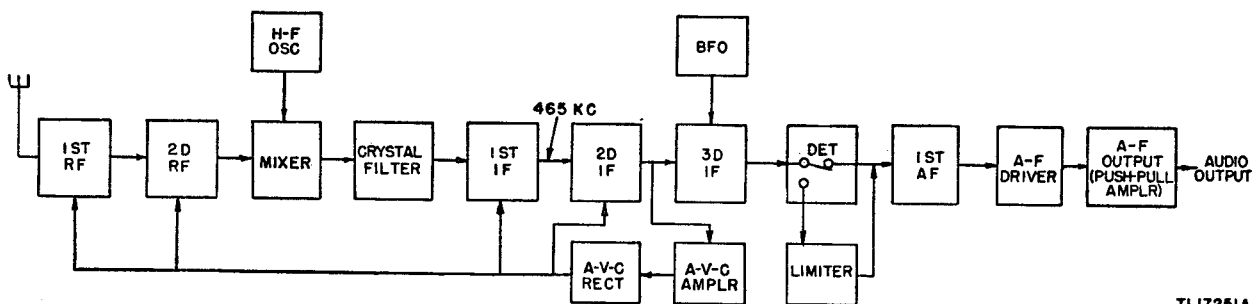 H-F
OSC
BFO
465 KC
1ST
RF
2D
RF
MIXER
CRYSTAL
FILTER
1ST
IF
2D
IF
3D
IF
DET
1ST
AF
A-F
DRIVER
A-F
OUTPUT
(PUSH-PULL
AMPLR)
AUDIO
OUTPUT
A-V-C
RECT
A-V-C
AMPLR
LIMITER
TL17251A